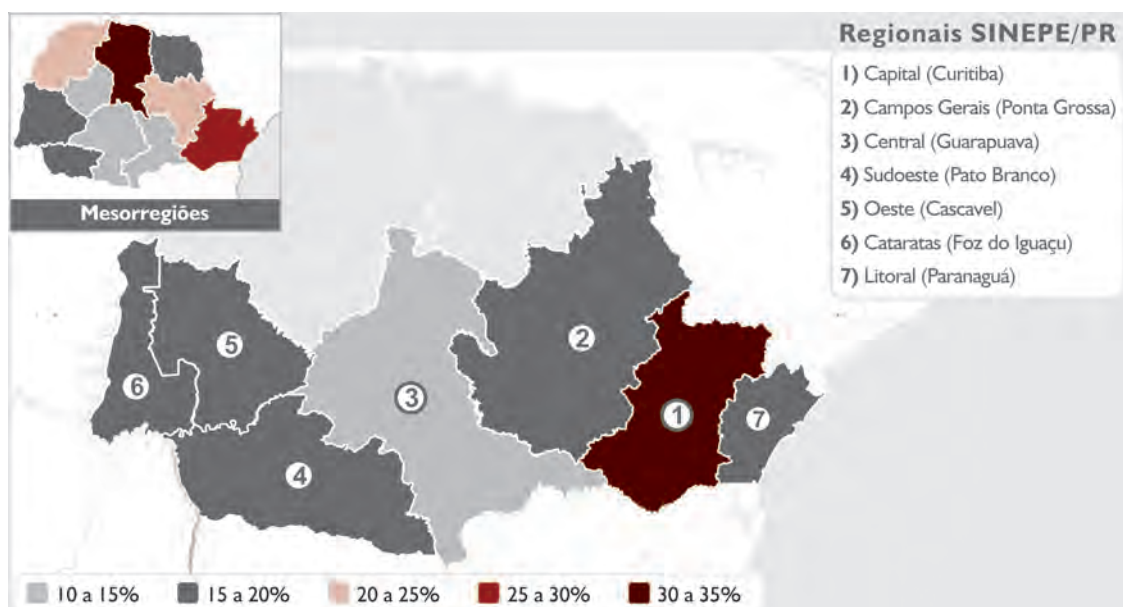 Mesorregiões
Regionais SINEPE/PR
1) Capital (Curitiba)
2) Campos Gerais (Ponta Grossa)
3) Central (Guarapuava)
4) Sudoeste (Pato Branco)
5) Oeste (Cascavel)
6) Cataratas (Foz do Iguaçu)
7) Litoral (Paranaguá)
2
5
6
3
1
7
4
10 a 15%
15 a 20%
20 a 25%
25 a 30%
30 a 35%